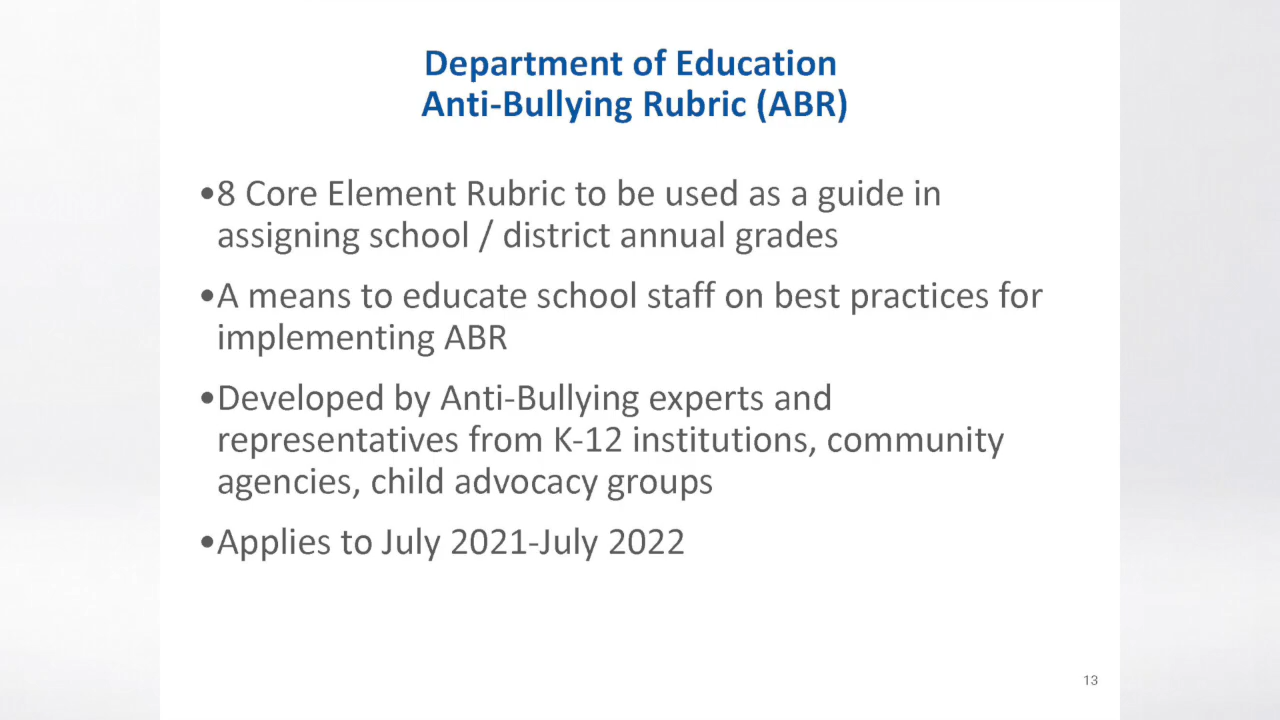 Department of Education
Anti-Bullying Rubric (ABR)
•8 Core Element Rubric to be used as a guide in
assigning school / district annual grades
•A means to educate school staff on best practices for
implementing ABR
•Developed by Anti-Bullying experts and
representatives from K-12 institutions, community
agencies, child advocacy groups
•Applies to July 2021-July 2022
13